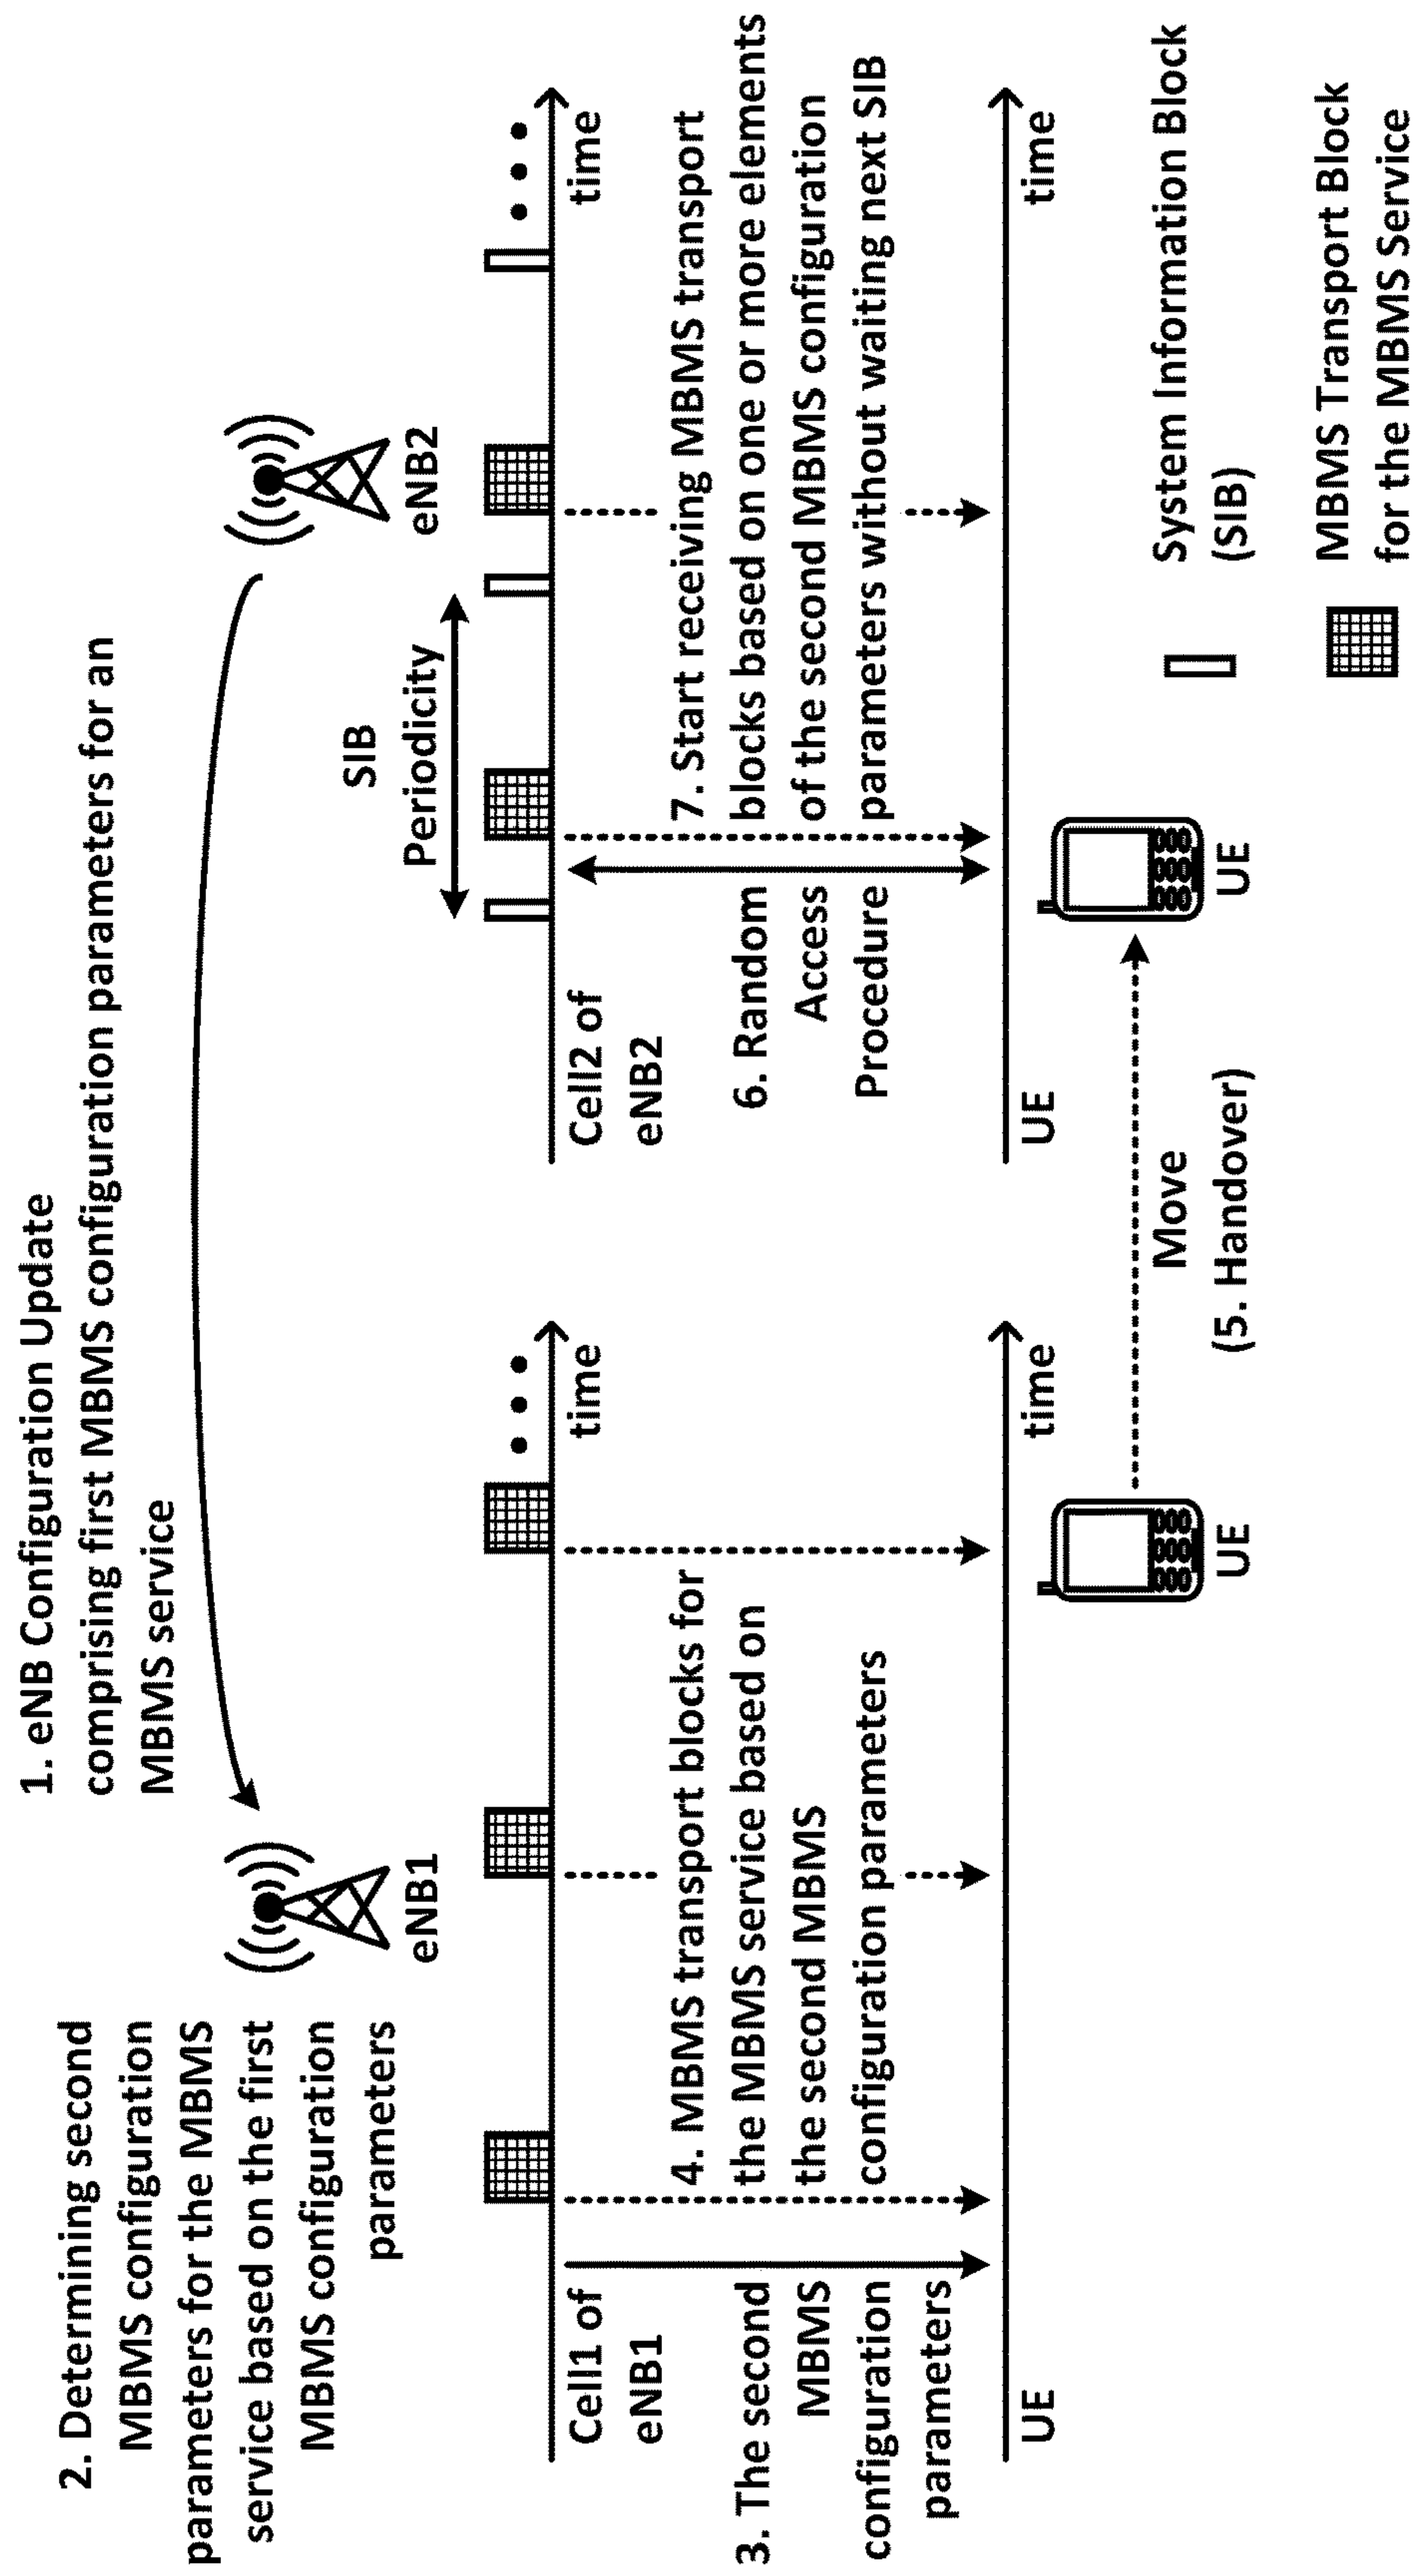 1. eNB Configuration Update
comprising first MBMS configuration parameters for an
MBMS service
2. Determining second
MBMS configuration
parameters for the MBMS
service based on the first
MBMS configuration
parameters
eNB1
eNB2
SIB
Periodicity
Cell1 of
eNB1
time
3. The second
MBMS
configuration
parameters
4. MBMS transport blocks for
the MBMS service based on
the second MBMS
configuration parameters
UE
time
Cell2 of
eNB2
time
6. Random
Access
Procedure
7. Start receiving MBMS transport
blocks based on one or more elements
of the second MBMS configuration
parameters without waiting next SIB
UE
time
UE
Move
(5. Handover)
UE
System Information Block
(SIB)
MBMS Transport Block
for the MBMS Service